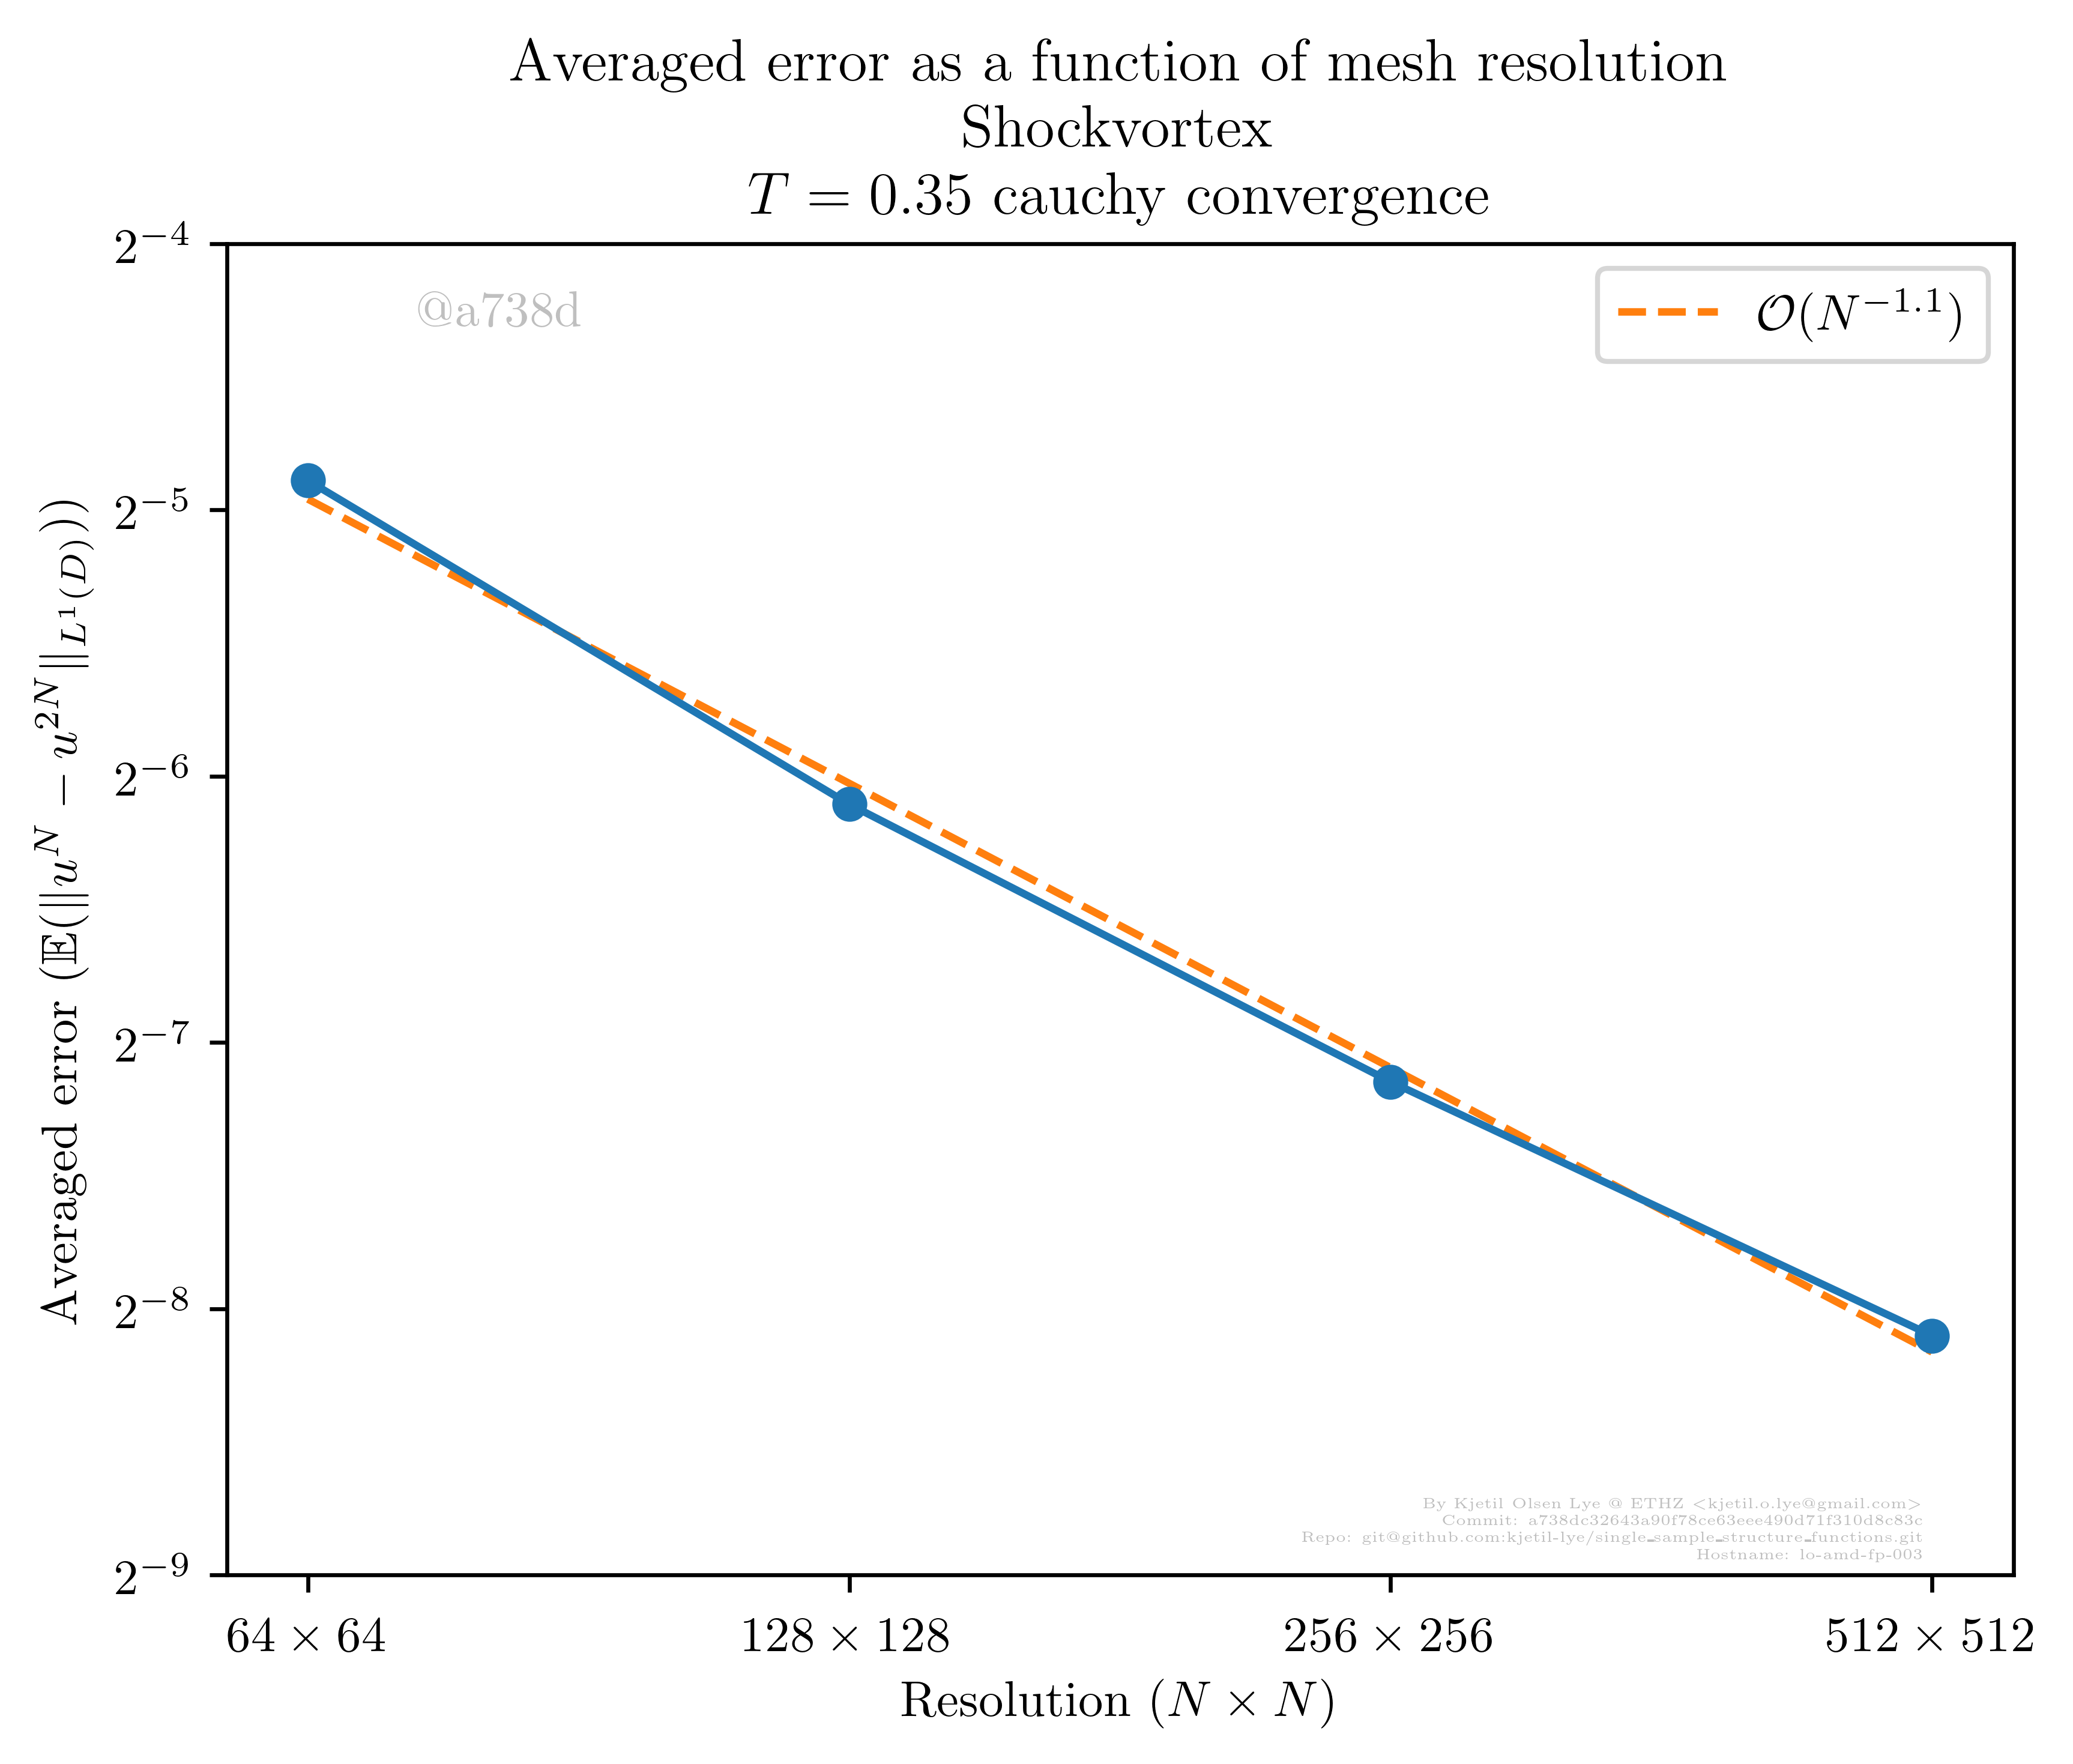 Averaged error as a function of mesh resolution
Shockvortex
T = 0.35 cauchy convergence
2⁻⁴
@a738d
𝒪(N⁻¹·¹)
2⁻⁵
2⁻⁶
2⁻⁷
2⁻⁸
2⁻⁹
Averaged error (𝔼(||u^N − u^{2N}||_{L^1(D)}))
By Kjetil Olsen Lye @ ETHZ <kjetil.o.lye@gmail.com>
Commit: a738dc32643a90f78ce63eee490d71f310d8c83c
Repo: git@github.com:kjetil-lye/single_sample_structure_functions.git
Hostname: lo-amd-fp-003
64 × 64
128 × 128
256 × 256
512 × 512
Resolution (N × N)